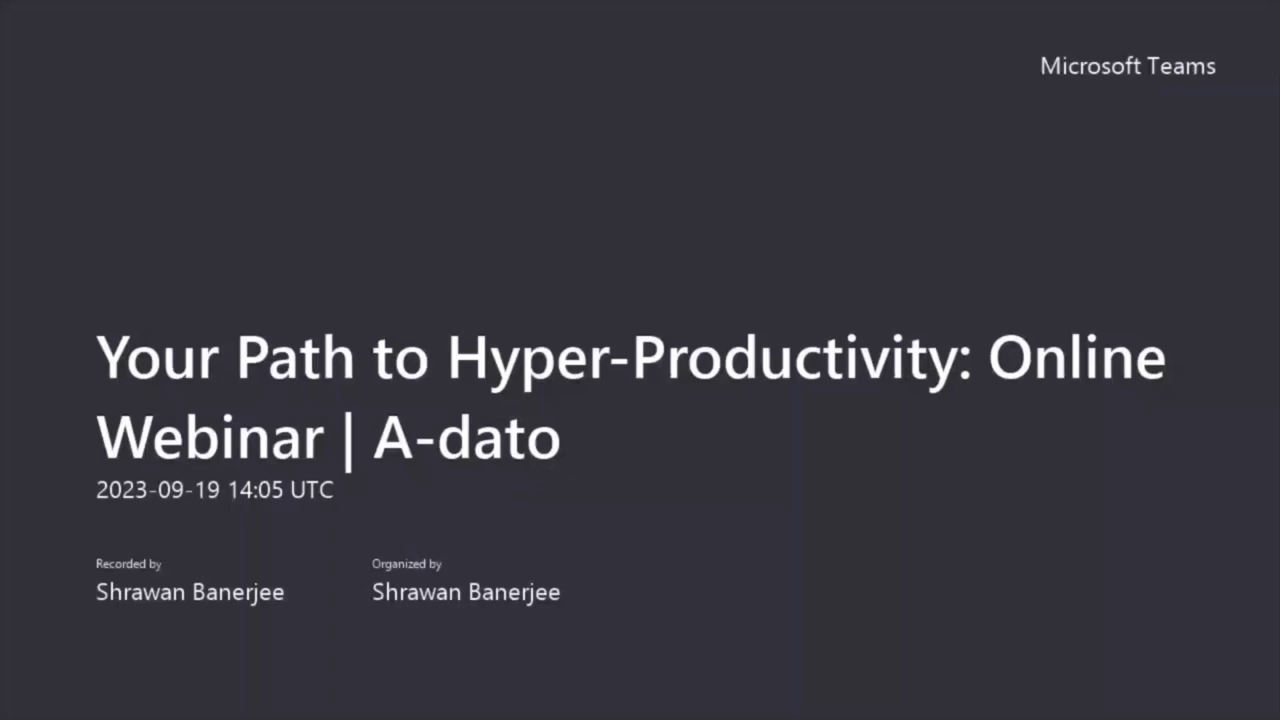 Microsoft Teams
Your Path to Hyper-Productivity: Online
Webinar | A-dato
2023-09-19 14:05 UTC
Recorded by
Shrawan Banerjee
Organized by
Shrawan Banerjee